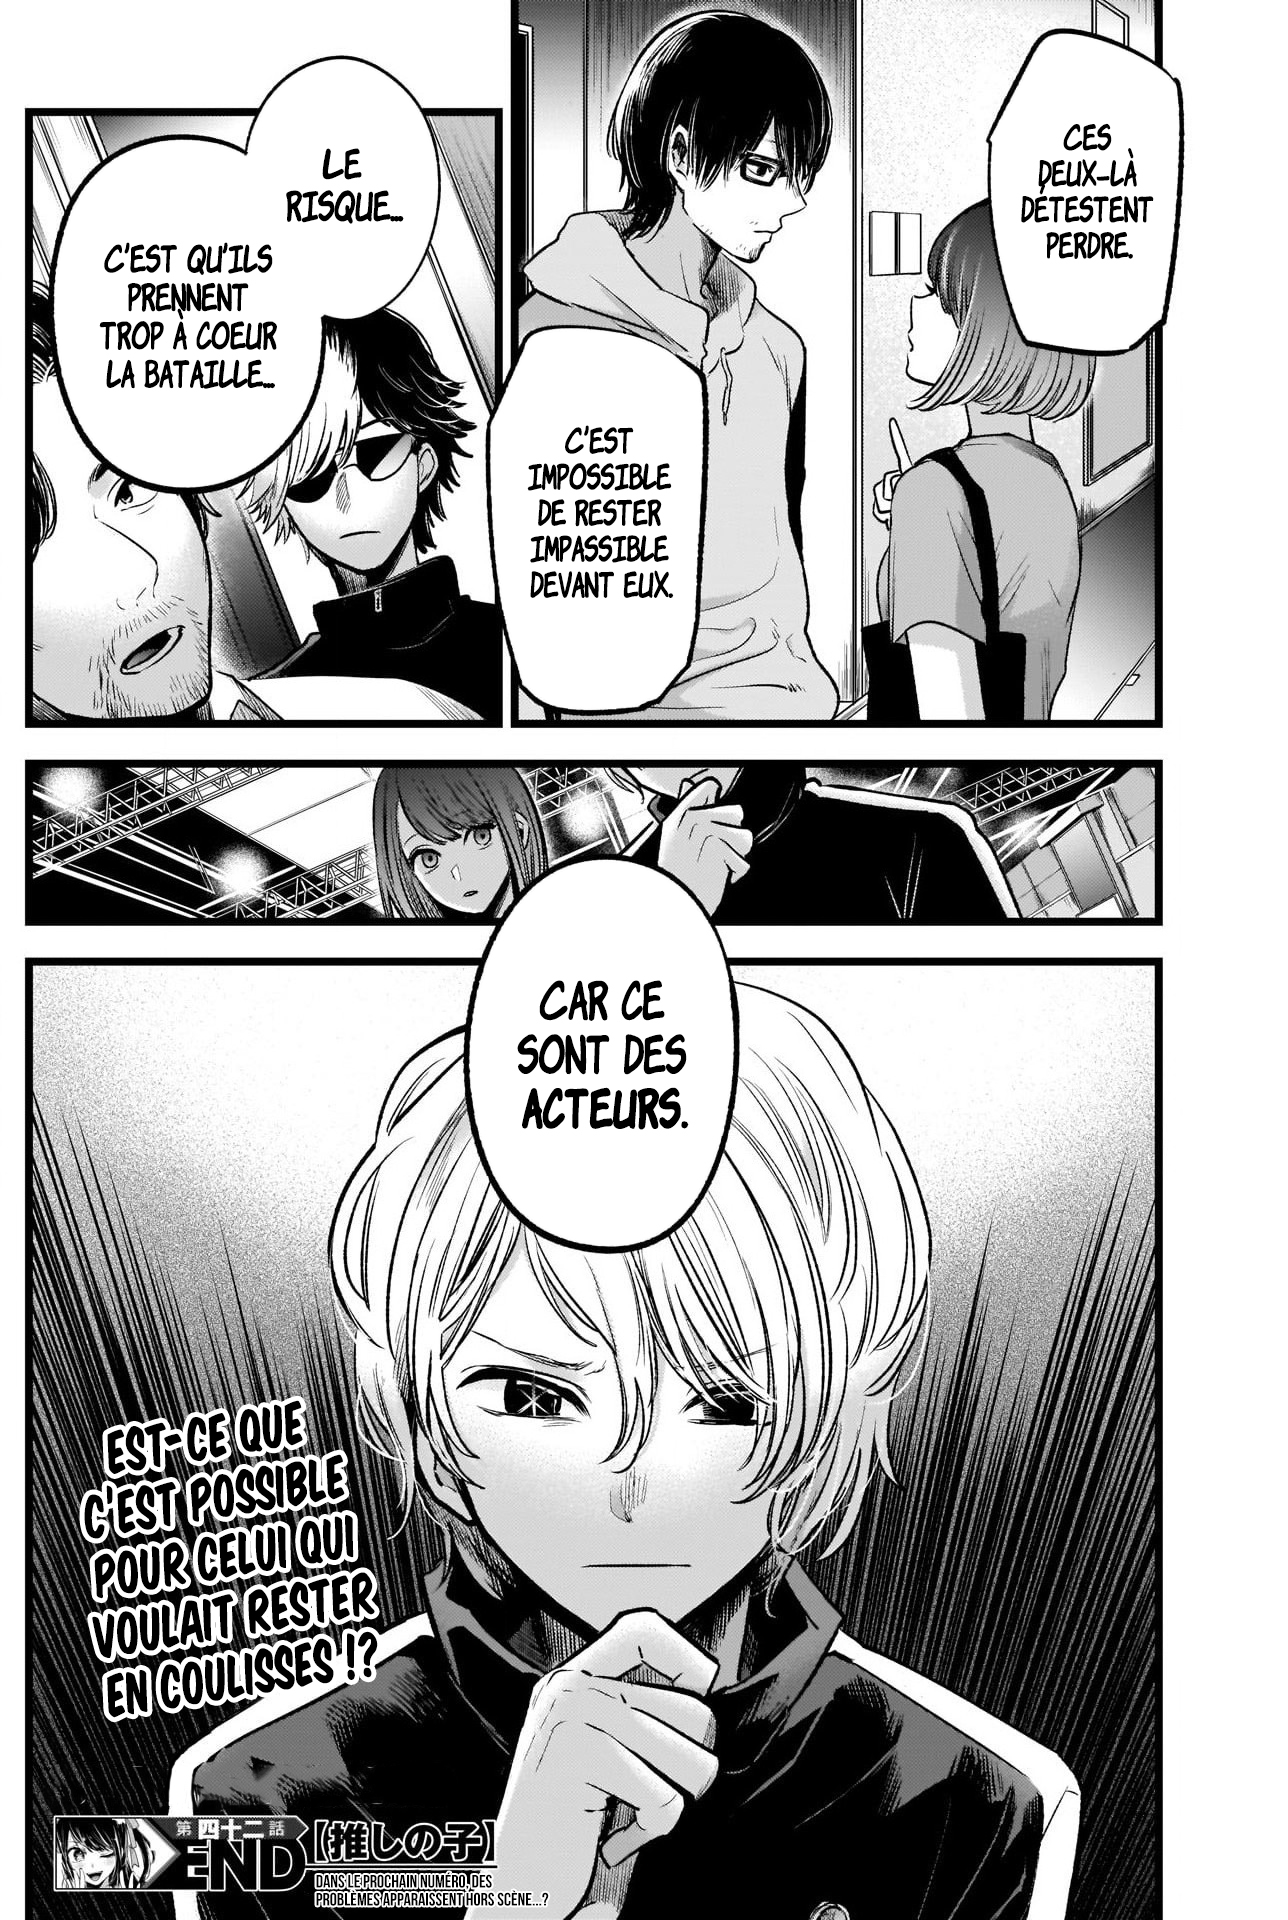 CES
DEUX-LÀ
DÉTESTENT
PERDRE.
C'EST
IMPOSSIBLE
DE RESTER
IMPASSIBLE
DEVANT EUX.
LE
RISQUE...
C'EST QU'ILS
PRENNENT
TROP À COEUR
LA BATAILLE...
CAR CE
SONT DES
ACTEURS.
EST-CE QUE
C'EST POSSIBLE
POUR CELUI QUI
VOULAIT RESTER
EN COULISSES !?
第四十二話
END
【推しの子】
DANS LE PROCHAIN NUMÉRO, DES
PROBLÈMES APPARAISSENT HORS SCÈNE...?